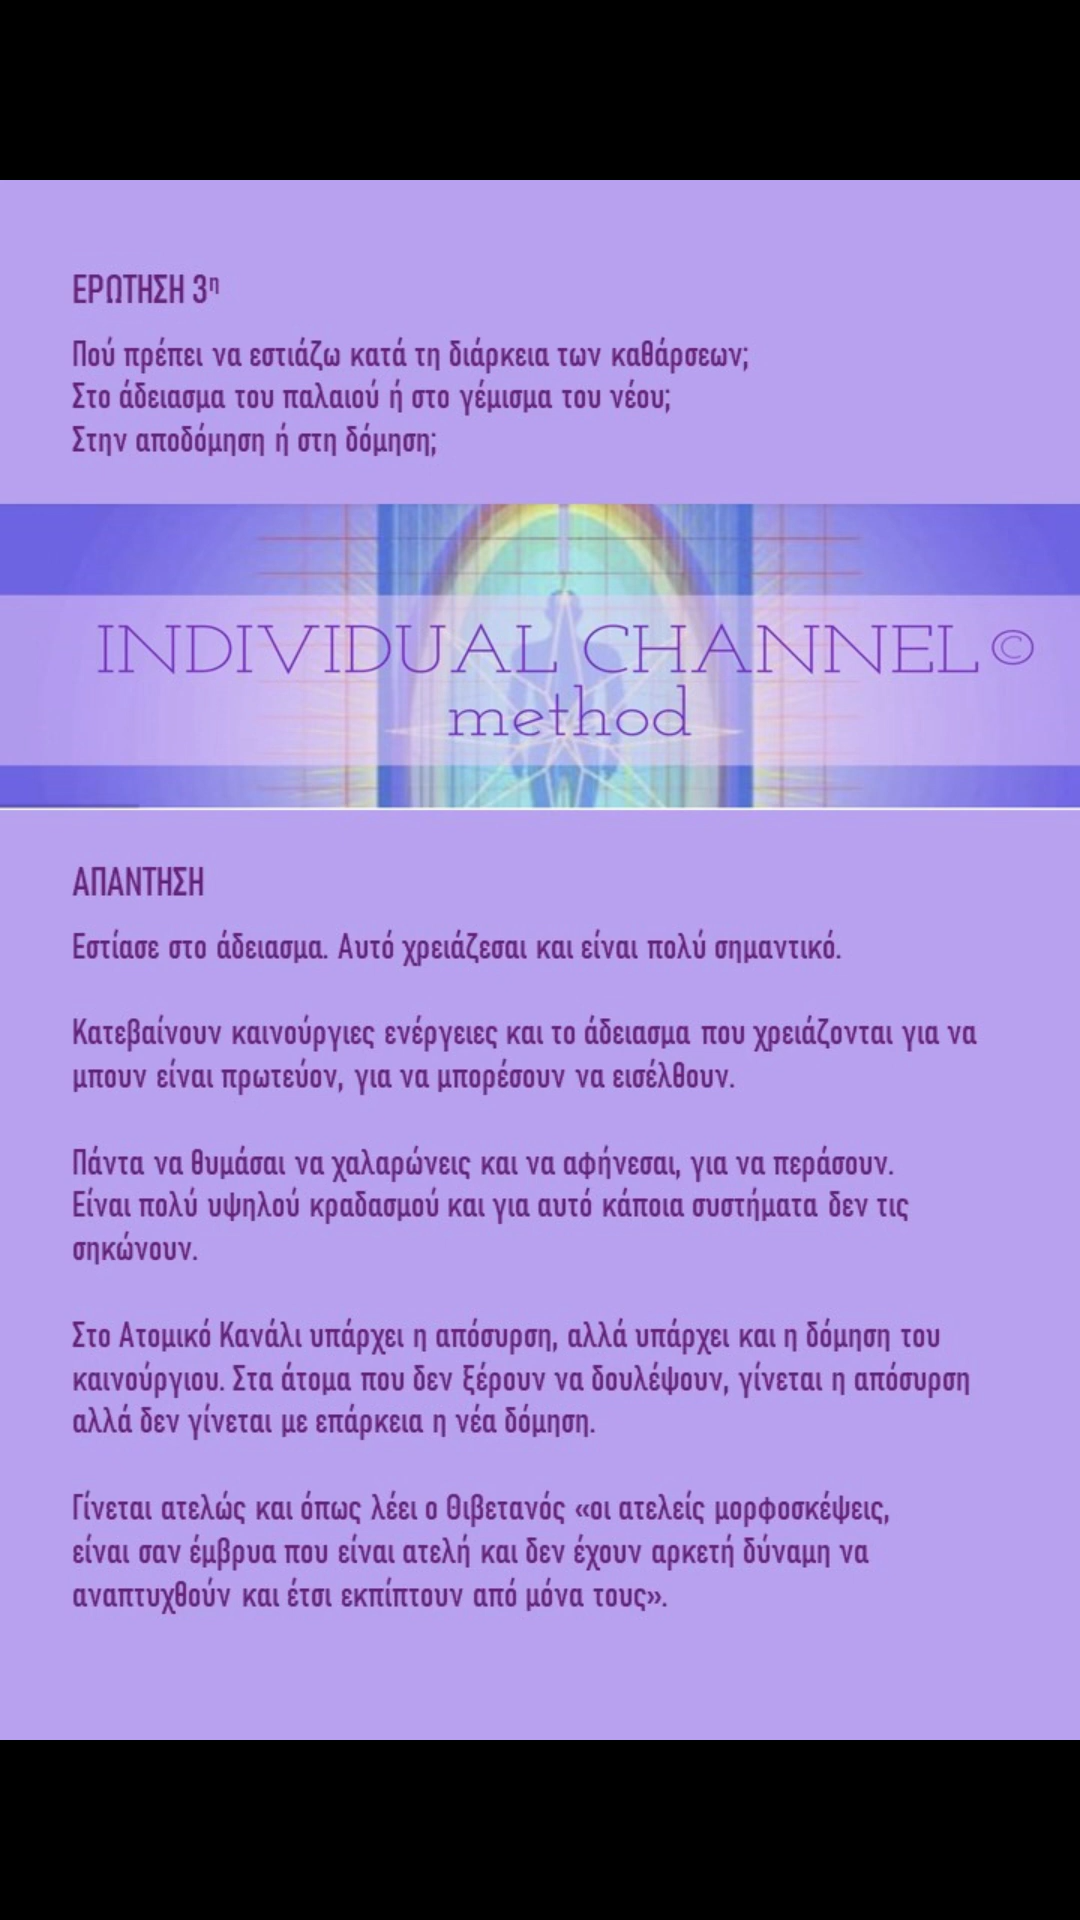 ΕΡΩΤΗΣΗ 3η
Πού πρέπει να εστιάζω κατά τη διάρκεια των καθάρσεων;
Στο άδειασμα του παλαιού ή στο γέμισμα του νέου;
Στην αποδόμηση ή στη δόμηση;
INDIVIDUAL CHANNEL©
method
ΑΠΑΝΤΗΣΗ
Εστίασε στο άδειασμα. Αυτό χρειάζεσαι και είναι πολύ σημαντικό.
Κατεβαίνουν καινούργιες ενέργειες και το άδειασμα που χρειάζονται για να
μπουν είναι πρωτεύον, για να μπορέσουν να εισέλθουν.
Πάντα να θυμάσαι να χαλαρώνεις και να αφήνεσαι, για να περάσουν.
Είναι πολύ υψηλού κραδασμού και για αυτό κάποια συστήματα δεν τις
σηκώνουν.
Στο Ατομικό Κανάλι υπάρχει η απόσυρση, αλλά υπάρχει και η δόμηση του
καινούργιου. Στα άτομα που δεν ξέρουν να δουλέψουν, γίνεται η απόσυρση
αλλά δεν γίνεται με επάρκεια η νέα δόμηση.
Γίνεται ατελώς και όπως λέει ο Θιβετανός «οι ατελείς μορφοσκέψεις,
είναι σαν έμβρυα που είναι ατελή και δεν έχουν αρκετή δύναμη να
αναπτυχθούν και έτσι εκπίπτουν από μόνα τους».